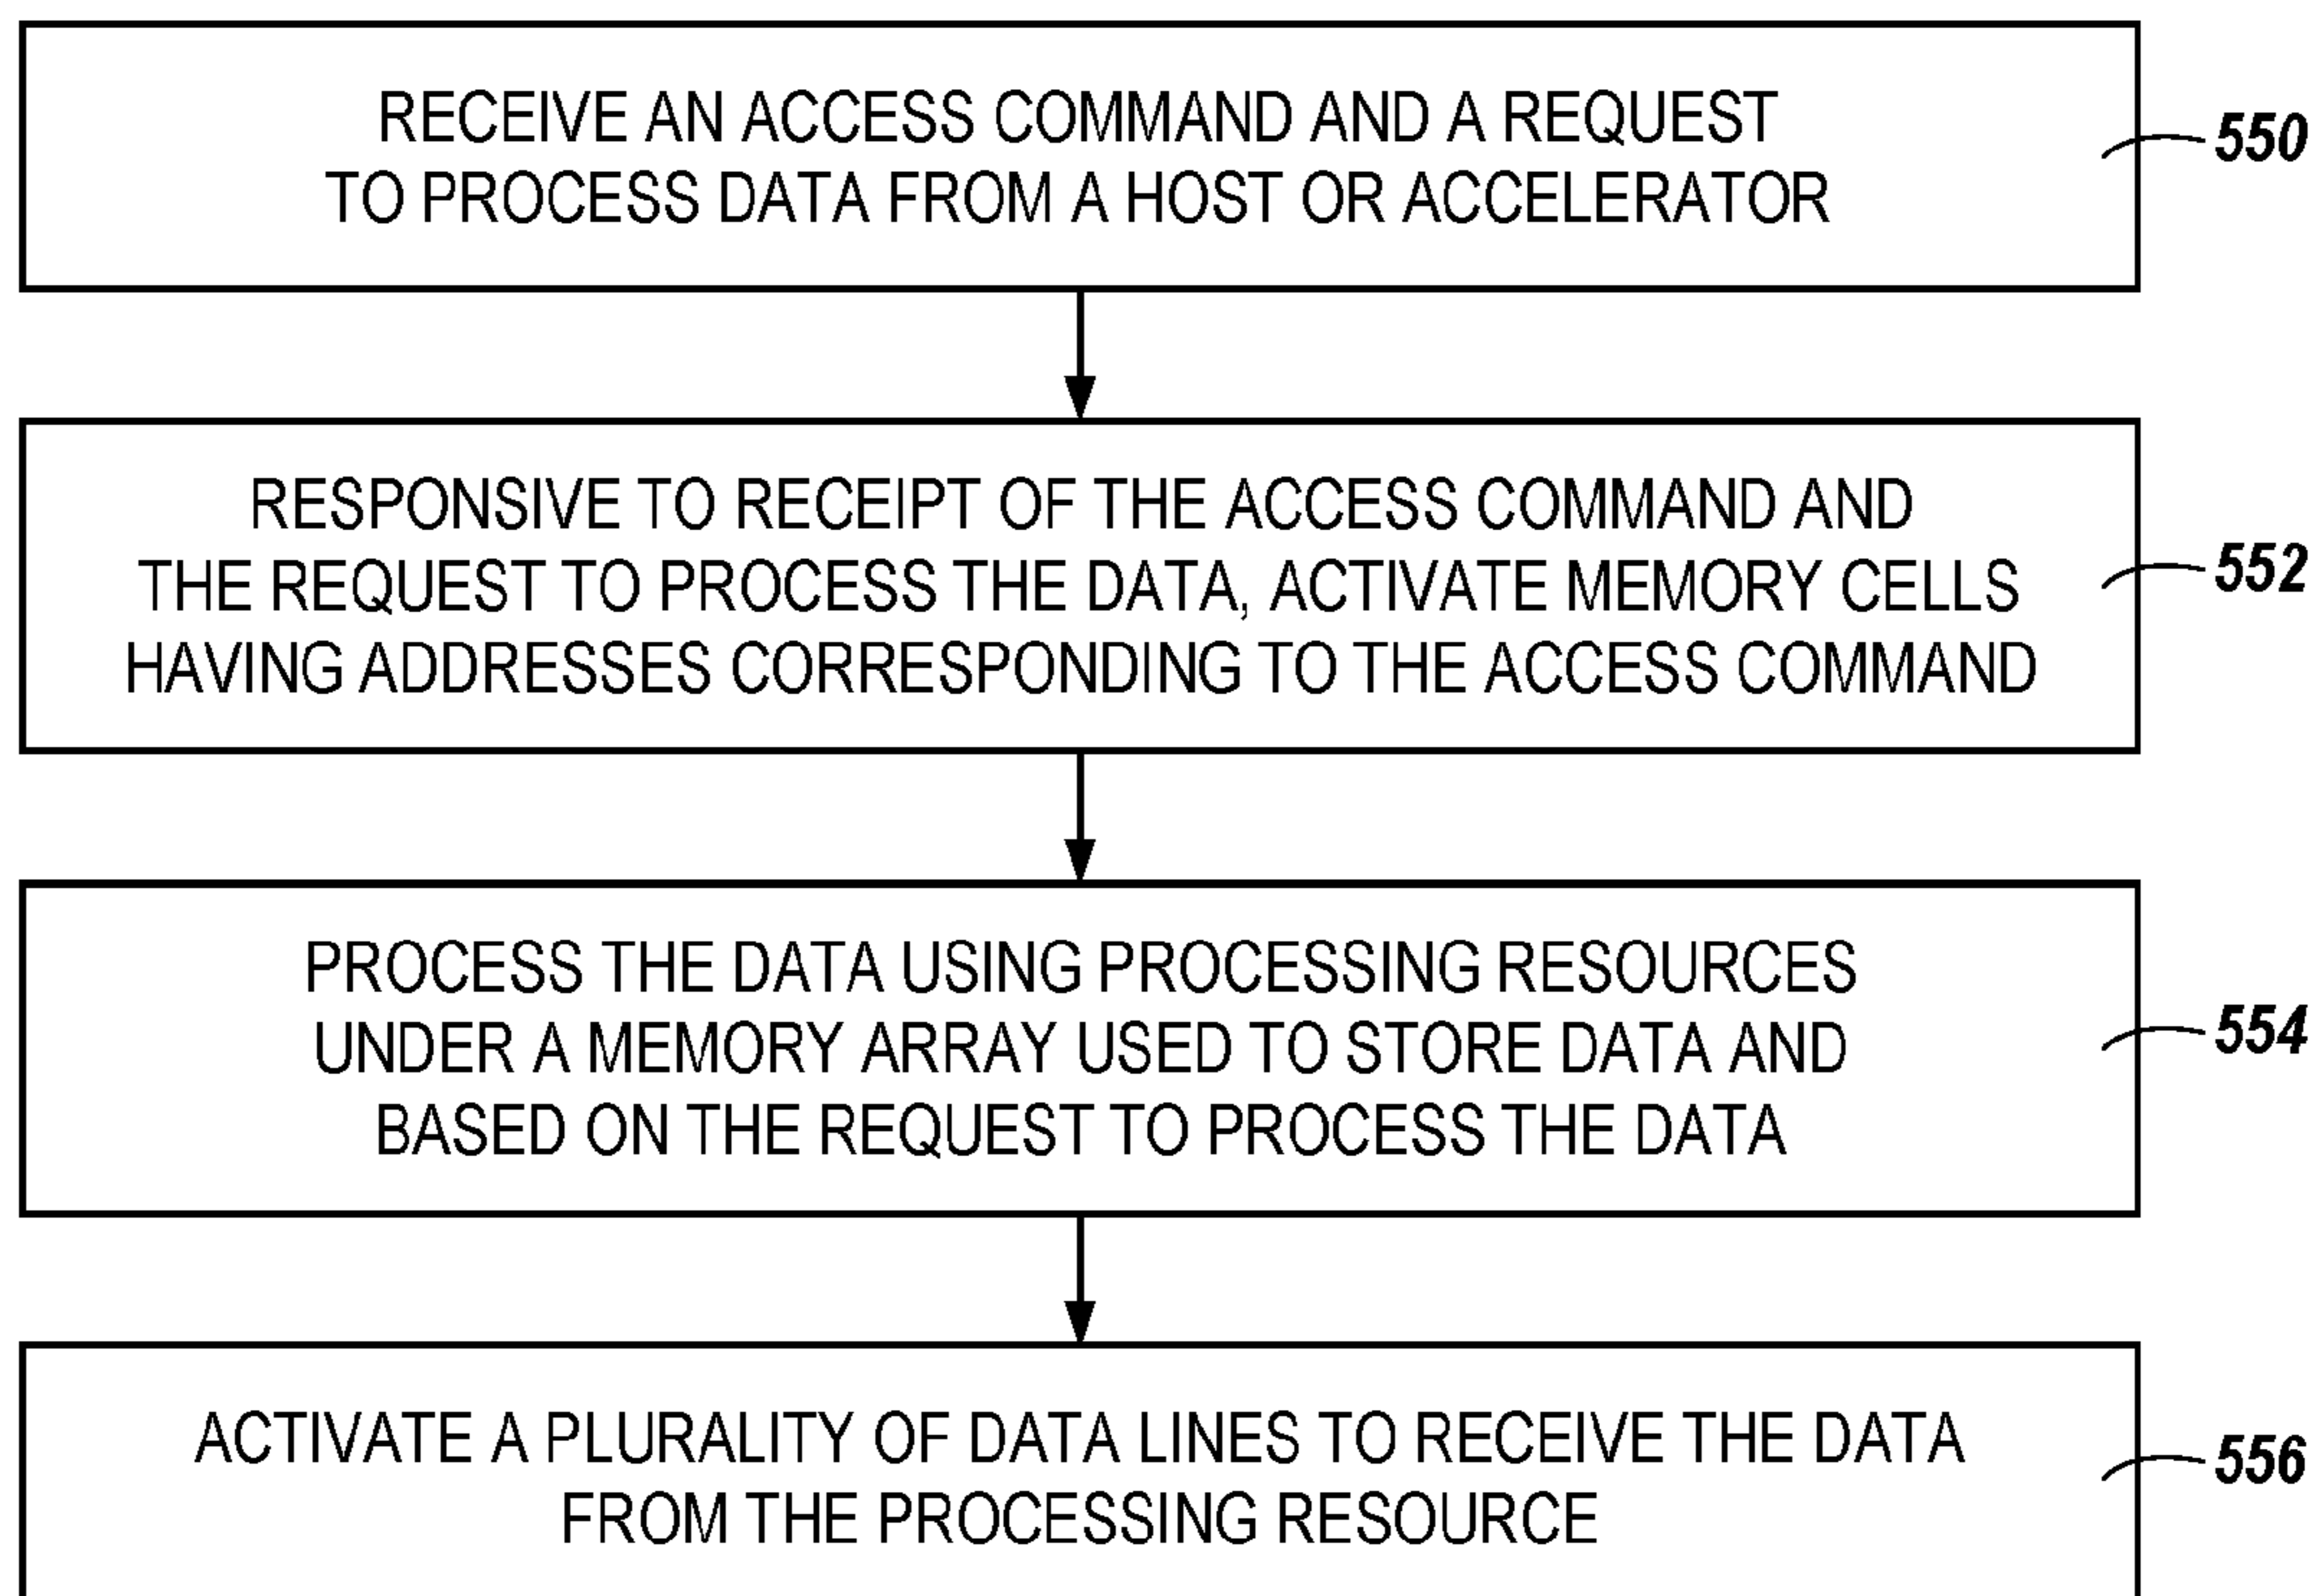 RECEIVE AN ACCESS COMMAND AND A REQUEST
TO PROCESS DATA FROM A HOST OR ACCELERATOR
550
RESPONSIVE TO RECEIPT OF THE ACCESS COMMAND AND
THE REQUEST TO PROCESS THE DATA, ACTIVATE MEMORY CELLS
HAVING ADDRESSES CORRESPONDING TO THE ACCESS COMMAND
552
PROCESS THE DATA USING PROCESSING RESOURCES
UNDER A MEMORY ARRAY USED TO STORE DATA AND
BASED ON THE REQUEST TO PROCESS THE DATA
554
ACTIVATE A PLURALITY OF DATA LINES TO RECEIVE THE DATA
FROM THE PROCESSING RESOURCE
556